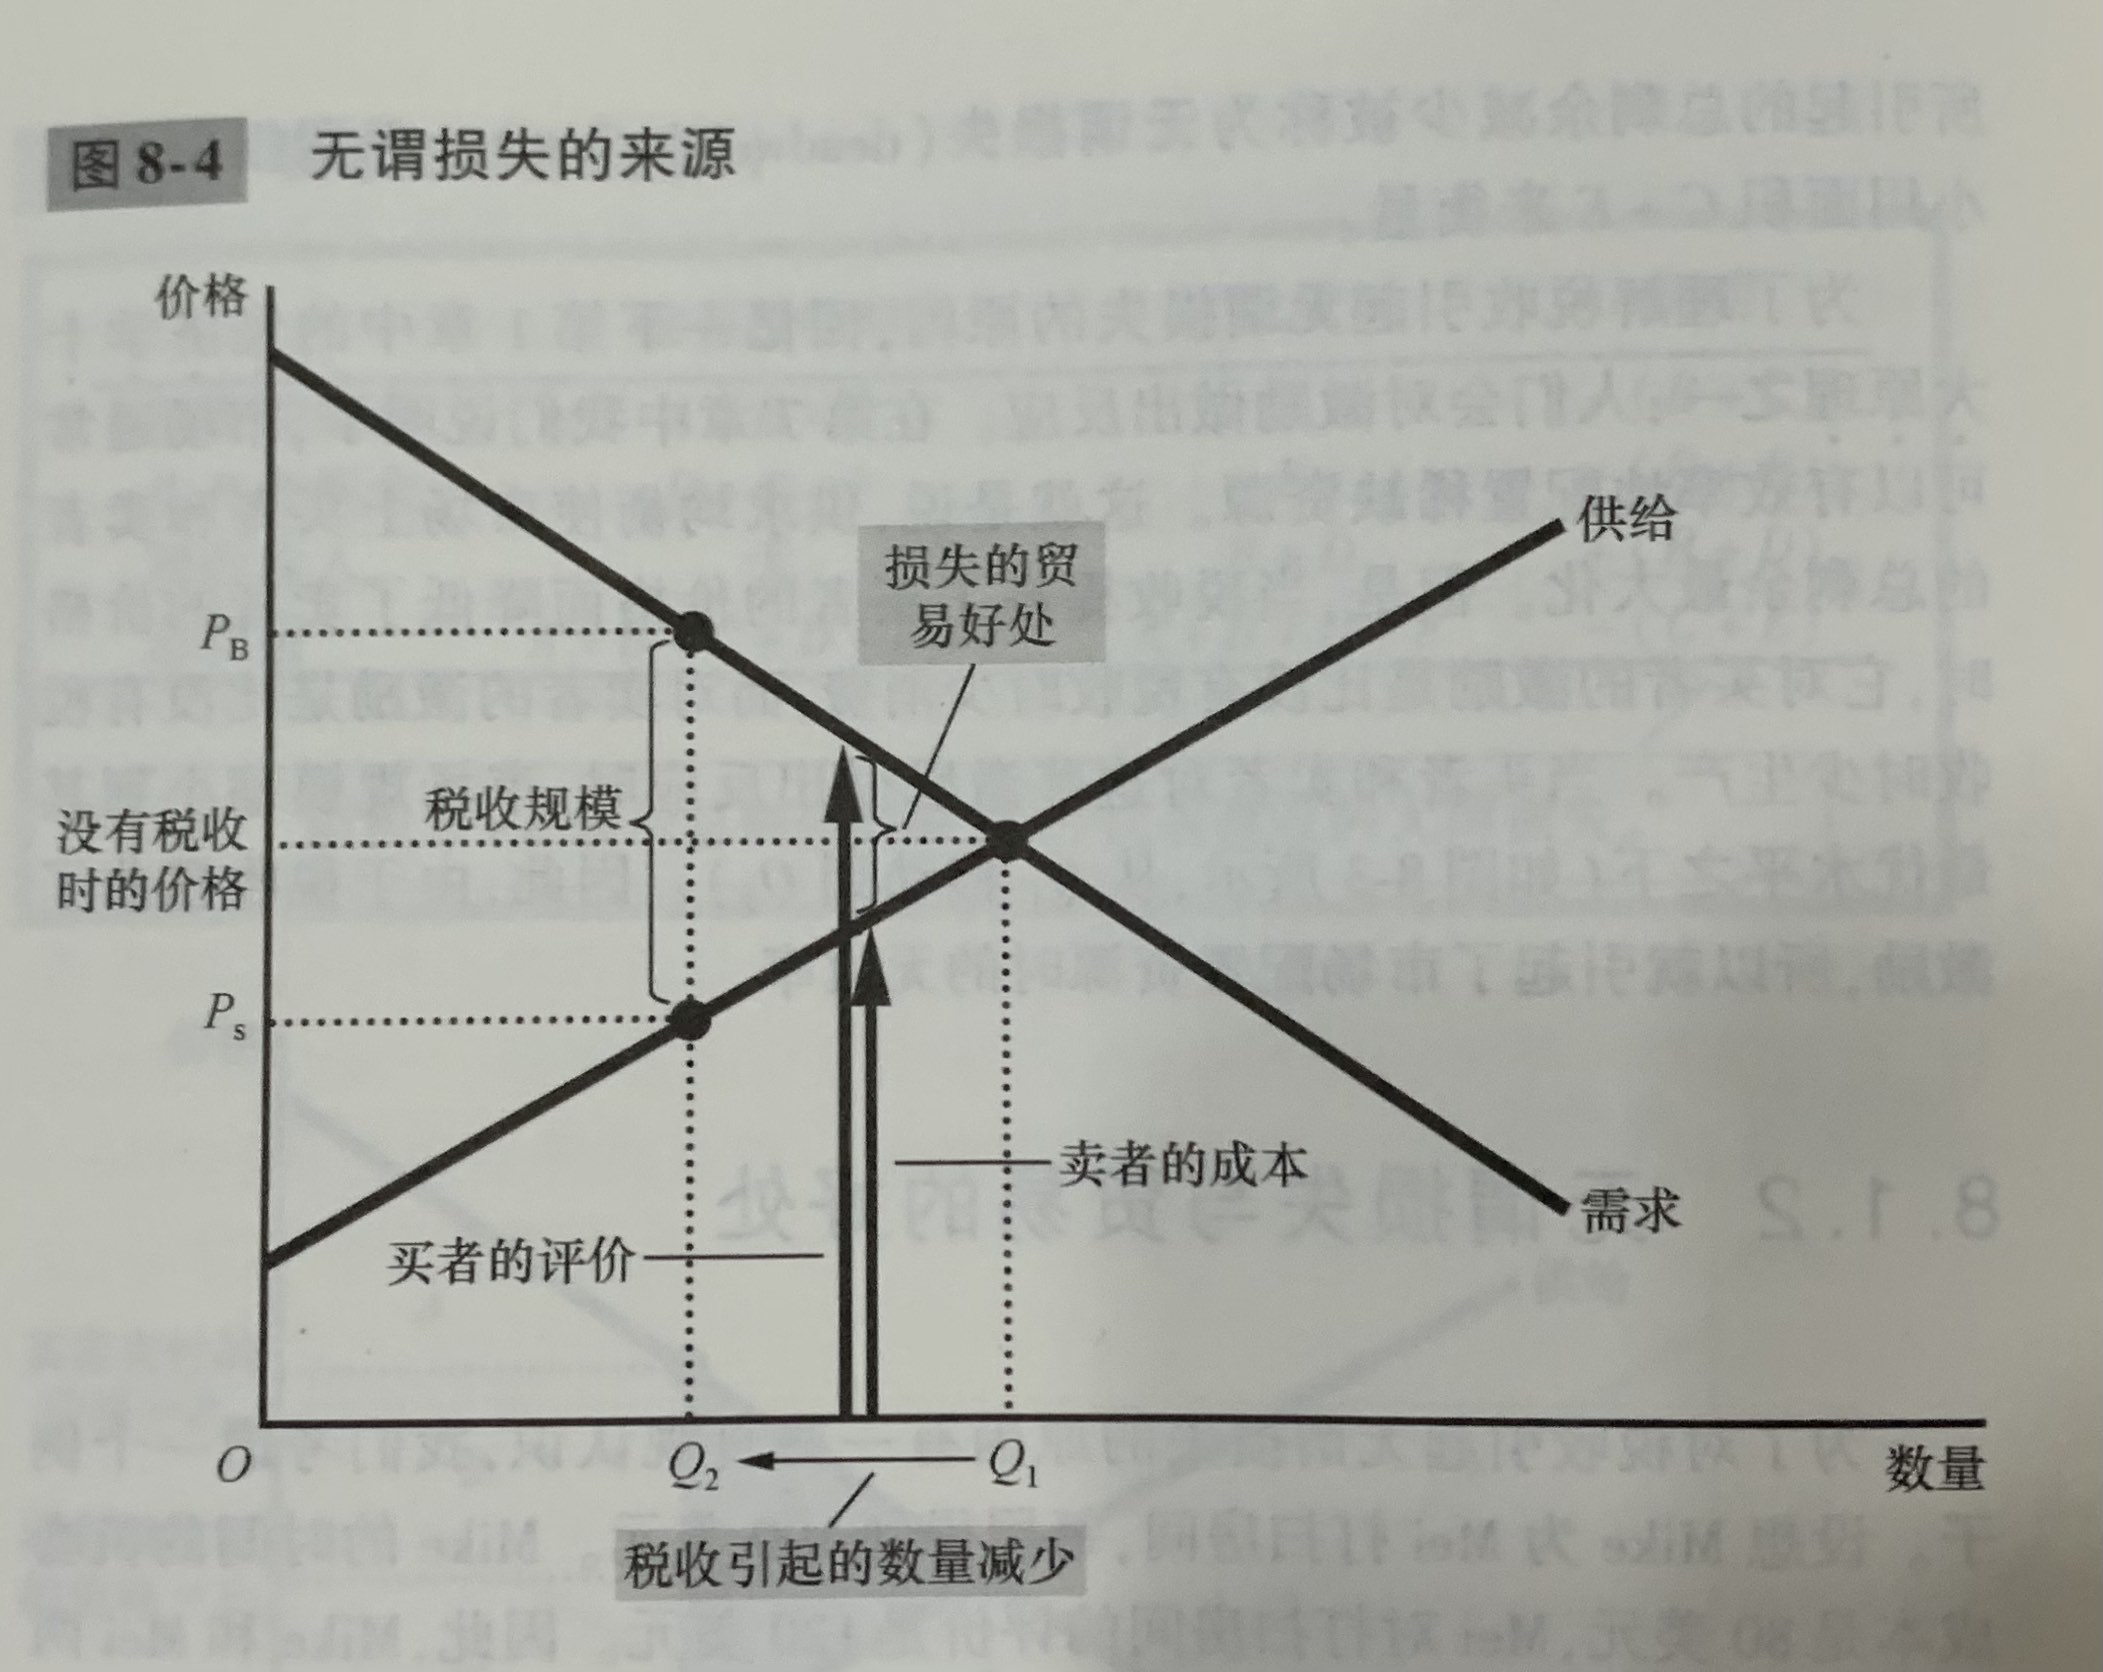 图 8-4 无谓损失的来源
价格
供给
损失的贸
易好处
P_B
税收规模
没有税收
时的价格
P_s
卖者的成本
需求
买者的评价
O
Q₂
Q₁
数量
税收引起的数量减少